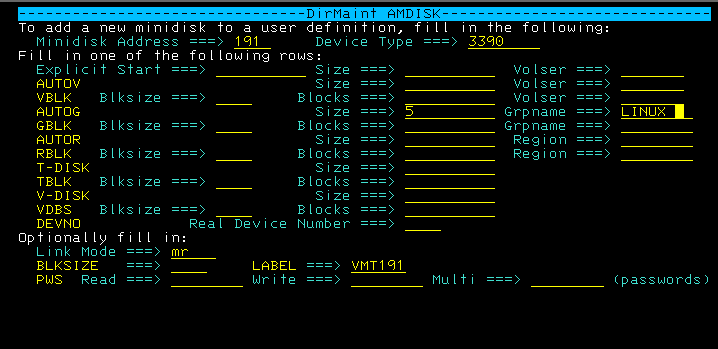 ------------------------------DirMaint AMDISK------------------------------
To add a new minidisk to a user definition, fill in the following:
Minidisk Address ===> 191 Device Type ===> 3390
Fill in one of the following rows:
Explicit Start ===> Size ===> Volser ===>
AUTOV Size ===> Volser ===>
VBLK Blksize ===> Blocks ===> Volser ===>
AUTOG Size ===> 5 Grpname ===> LINUX
GBLK Blksize ===> Blocks ===> Grpname ===>
AUTOR Size ===> Region ===>
RBLK Blksize ===> Blocks ===> Region ===>
T-DISK Size ===>
TBLK Blksize ===> Blocks ===>
V-DISK Size ===>
VDBS Blksize ===> Blocks ===>
DEVNO Real Device Number ===>
Optionally fill in:
Link Mode ===> mr
BLKSIZE ===> LABEL ===> VMT191
PWS Read ===> Write ===> Multi ===> (passwords)